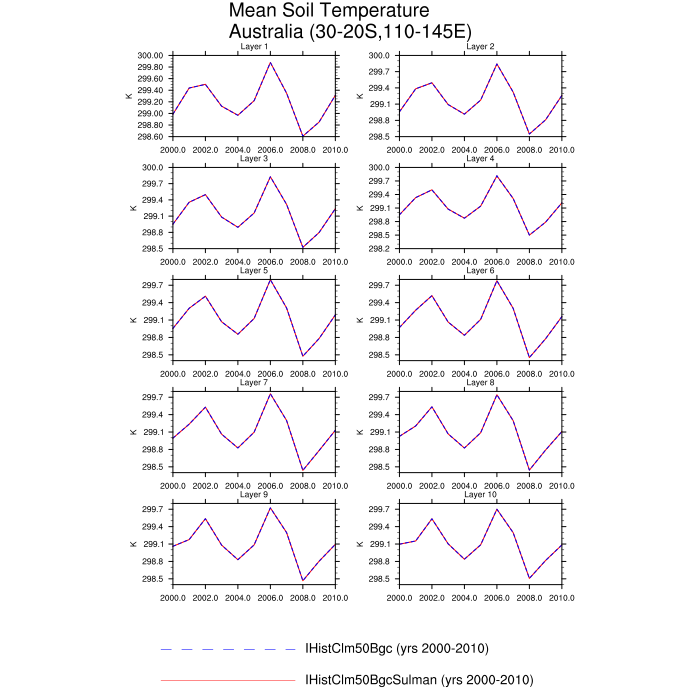 Mean Soil Temperature
Australia (30-20S,110-145E)
Layer 1
300.00
299.80
299.60
299.40
299.20
299.00
298.80
298.60
K
2000.0 2002.0 2004.0 2006.0 2008.0 2010.0
Layer 2
300.0
299.7
299.4
299.1
298.8
298.5
K
2000.0 2002.0 2004.0 2006.0 2008.0 2010.0
Layer 3
300.0
299.7
299.4
299.1
298.8
298.5
K
2000.0 2002.0 2004.0 2006.0 2008.0 2010.0
Layer 4
300.0
299.7
299.4
299.1
298.8
298.5
298.2
K
2000.0 2002.0 2004.0 2006.0 2008.0 2010.0
Layer 5
299.7
299.4
299.1
298.8
298.5
K
2000.0 2002.0 2004.0 2006.0 2008.0 2010.0
Layer 6
299.7
299.4
299.1
298.8
298.5
K
2000.0 2002.0 2004.0 2006.0 2008.0 2010.0
Layer 7
299.7
299.4
299.1
298.8
298.5
K
2000.0 2002.0 2004.0 2006.0 2008.0 2010.0
Layer 8
299.7
299.4
299.1
298.8
298.5
K
2000.0 2002.0 2004.0 2006.0 2008.0 2010.0
Layer 9
299.7
299.4
299.1
298.8
298.5
K
2000.0 2002.0 2004.0 2006.0 2008.0 2010.0
Layer 10
299.7
299.4
299.1
298.8
298.5
K
2000.0 2002.0 2004.0 2006.0 2008.0 2010.0
IHistClm50Bgc (yrs 2000-2010)
IHistClm50BgcSulman (yrs 2000-2010)